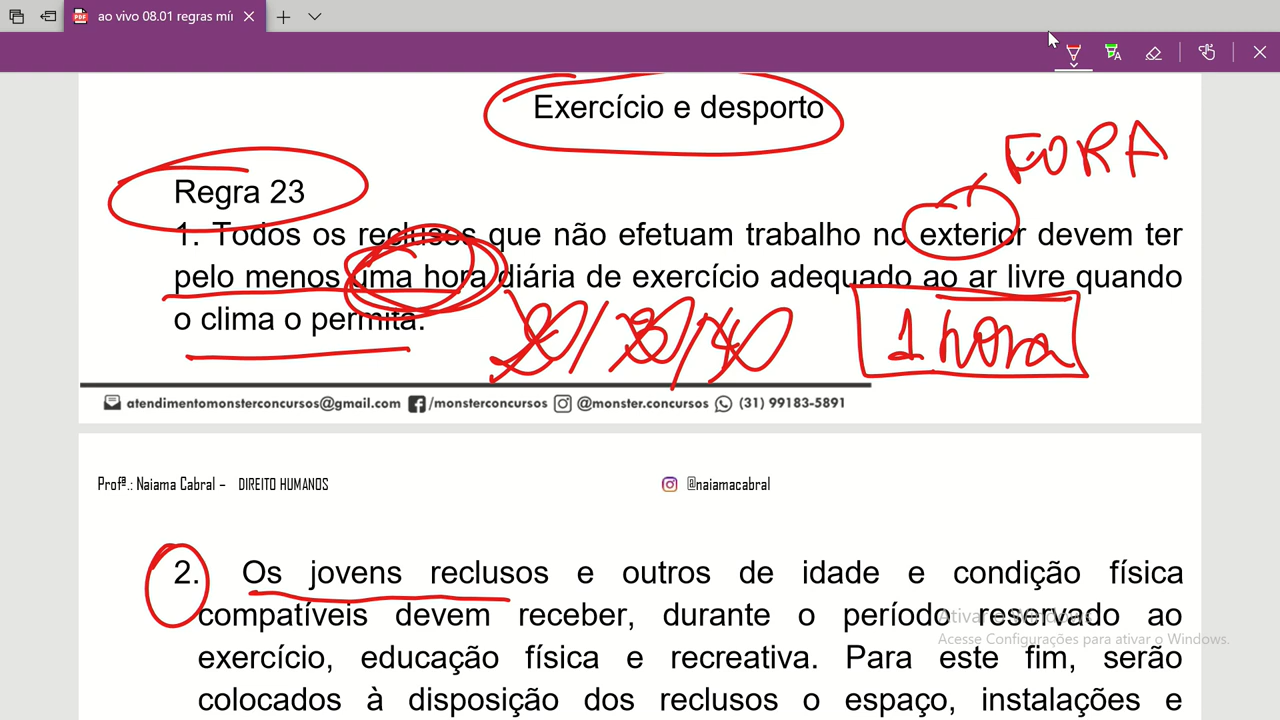 ao vivo 08.01 regras mír
Exercício e desporto
FORA
Regra 23
1. Todos os reclusos que não efetuam trabalho no exterior devem ter
pelo menos uma hora diária de exercício adequado ao ar livre quando
o clima o permita.
20/30/40
1 hora
atendimentomonsterconcursos@gmail.com /monsterconcursos @monster.concursos (31) 99183-5891
Profª.: Naiama Cabral – DIREITO HUMANOS @naiamacabral
2. Os jovens reclusos e outros de idade e condição física
compatíveis devem receber, durante o período reservado ao
exercício, educação física e recreativa. Para este fim, serão
colocados à disposição dos reclusos o espaço, instalações e
Ativar o Windows
Acesse Configurações para ativar o Windows.